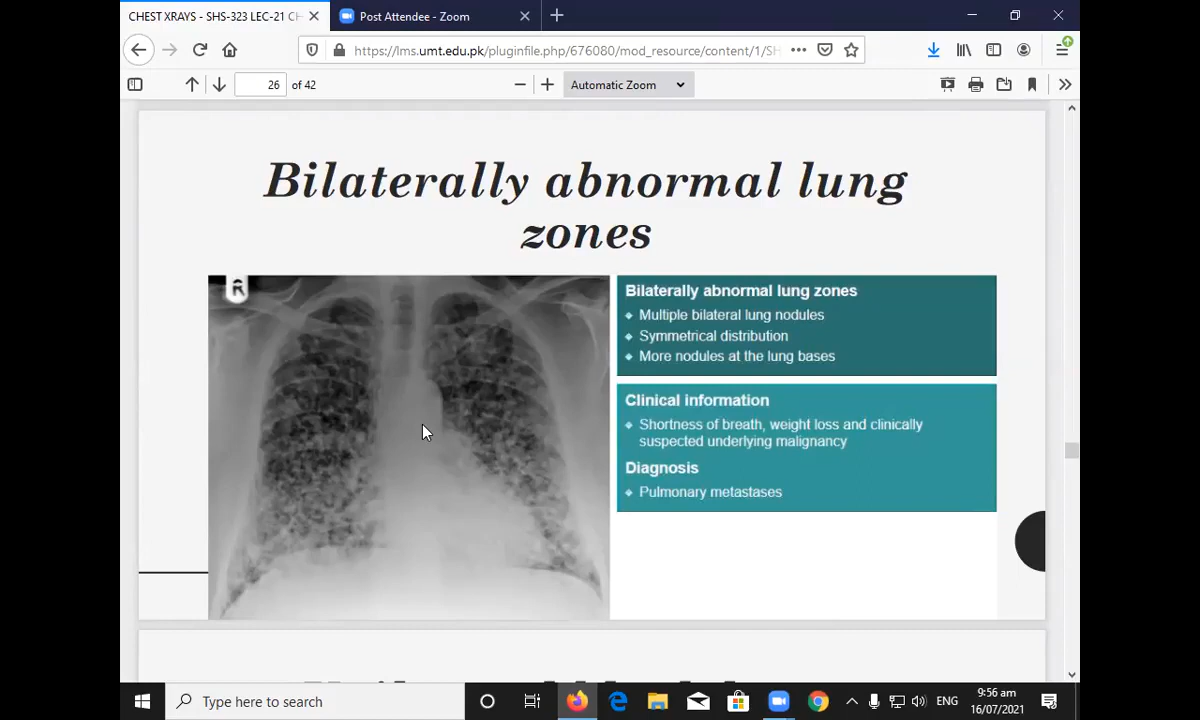 CHEST XRAYS - SHS-323 LEC-21 CH
Post Attendee - Zoom
https://lms.umt.edu.pk/pluginfile.php/676080/mod_resource/content/1/SH
26 of 42
Automatic Zoom
Bilaterally abnormal lung
zones
R
Bilaterally abnormal lung zones
Multiple bilateral lung nodules
Symmetrical distribution
More nodules at the lung bases
Clinical information
Shortness of breath, weight loss and clinically
suspected underlying malignancy
Diagnosis
Pulmonary metastases
Type here to search
ENG
9:56 am
16/07/2021